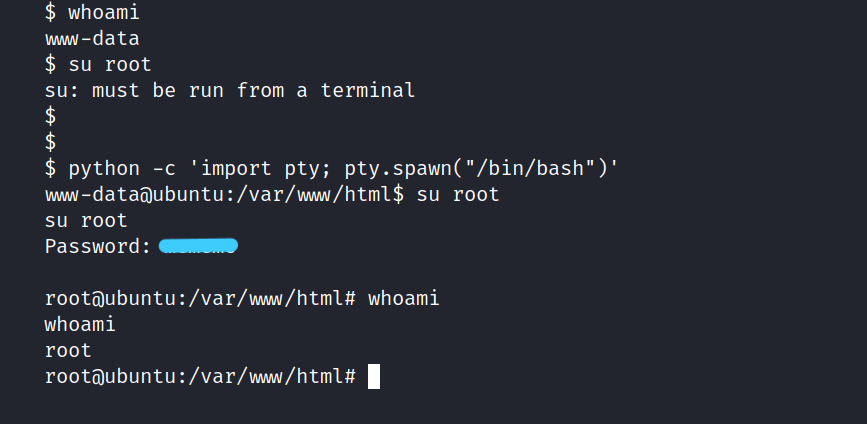 $ whoami
www-data
$ su root
su: must be run from a terminal
$
$
$ python -c 'import pty; pty.spawn("/bin/bash")'
www-data@ubuntu:/var/www/html$ su root
su root
Password:
root@ubuntu:/var/www/html# whoami
whoami
root
root@ubuntu:/var/www/html#